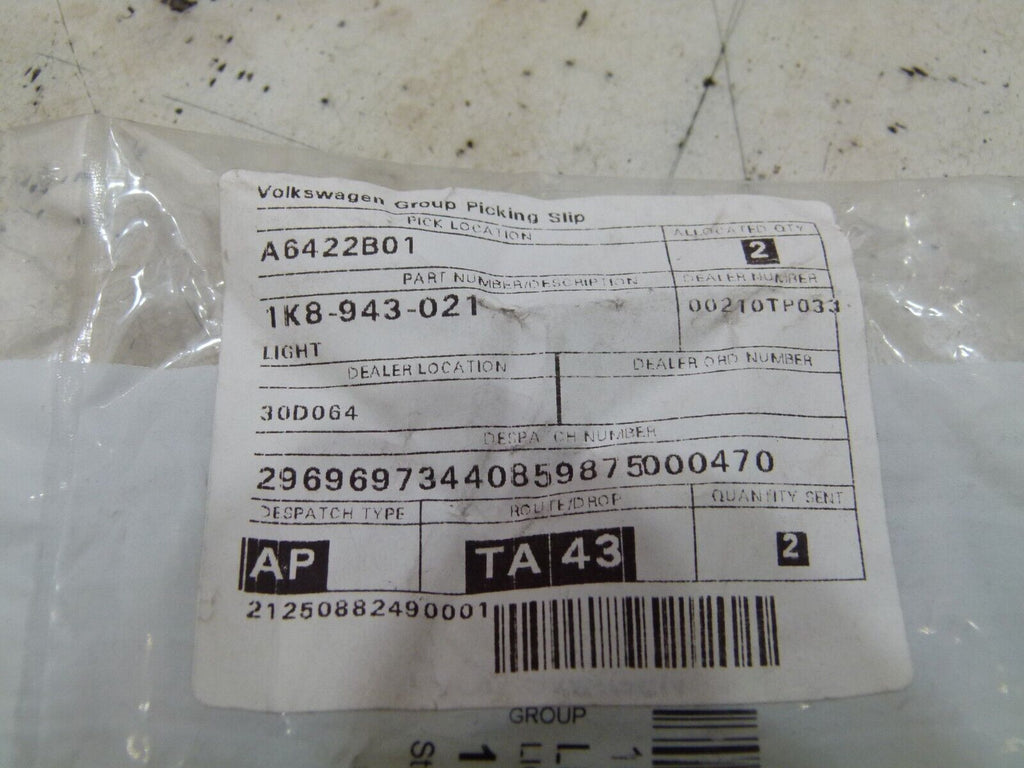 Volkswagen Group Picking Slip
PICK LOCATION
ALLOCATED QTY
A6422B01
2
PART NUMBER/DESCRIPTION
DEALER NUMBER
1K8-943-021
00210TP033
LIGHT
DEALER LOCATION
DEALER ORD NUMBER
30D064
DESPATCH NUMBER
29696973440859875000470
DESPATCH TYPE
ROUTE/DROP
QUANTITY SENT
AP
TA 43
2
21250882490001
GROUP